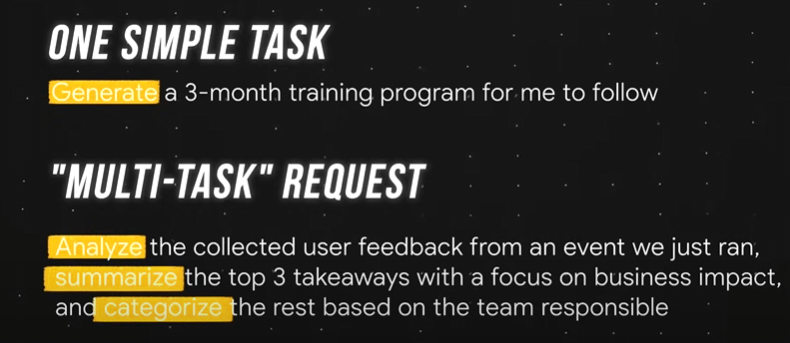 ONE SIMPLE TASK
Generate a 3-month training program for me to follow
"MULTI-TASK" REQUEST
Analyze the collected user feedback from an event we just ran,
summarize the top 3 takeaways with a focus on business impact,
and categorize the rest based on the team responsible